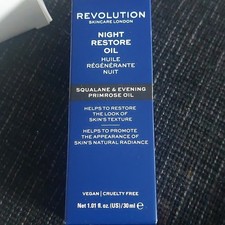 REVOLUTION
SKINCARE LONDON
NIGHT
RESTORE
OIL
HUILE
RÉGÉNÉRANTE
NUIT
SQUALANE & EVENING
PRIMROSE OIL
HELPS TO RESTORE
THE LOOK OF
SKIN'S TEXTURE
HELPS TO PROMOTE
THE APPEARANCE OF
SKIN'S NATURAL RADIANCE
VEGAN | CRUELTY FREE
Net 1.01 fl. oz. (US)/30ml ℮